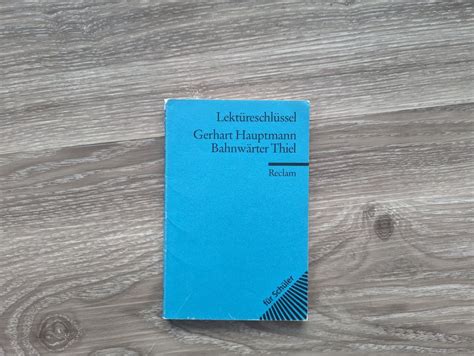 Lektüreschlüssel
Gerhart Hauptmann
Bahnwärter Thiel
Reclam
für Schüler